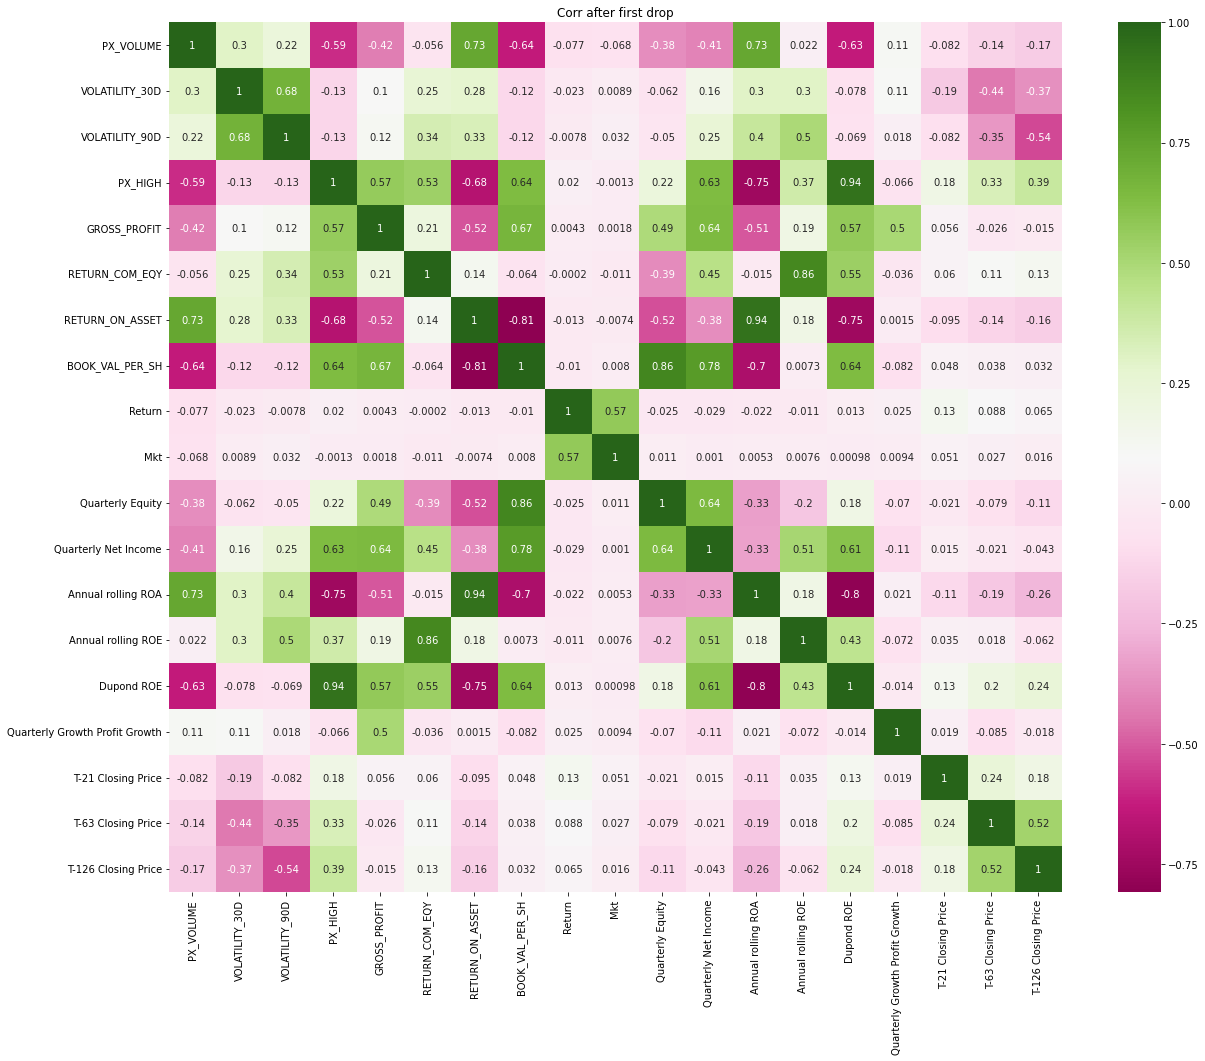 Corr after first drop
PX_VOLUME 1 0.3 0.22 -0.59 -0.42 -0.056 0.73 -0.64 -0.077 -0.068 -0.38 -0.41 0.73 0.022 -0.63 0.11 -0.082 -0.14 -0.17
VOLATILITY_30D 0.3 1 0.68 -0.13 0.1 0.25 0.28 -0.12 -0.023 0.0089 -0.062 0.16 0.3 0.3 -0.078 0.11 -0.19 -0.44 -0.37
VOLATILITY_90D 0.22 0.68 1 -0.13 0.12 0.34 0.33 -0.12 -0.0078 0.032 -0.05 0.25 0.4 0.5 -0.069 0.018 -0.082 -0.35 -0.54
PX_HIGH -0.59 -0.13 -0.13 1 0.57 0.53 -0.68 0.64 0.02 -0.0013 0.22 0.63 -0.75 0.37 0.94 -0.066 0.18 0.33 0.39
GROSS_PROFIT -0.42 0.1 0.12 0.57 1 0.21 -0.52 0.67 0.0043 0.0018 0.49 0.64 -0.51 0.19 0.57 0.5 0.056 -0.026 -0.015
RETURN_COM_EQY -0.056 0.25 0.34 0.53 0.21 1 0.14 -0.064 -0.0002 -0.011 -0.39 0.45 -0.015 0.86 0.55 -0.036 0.06 0.11 0.13
RETURN_ON_ASSET 0.73 0.28 0.33 -0.68 -0.52 0.14 1 -0.81 -0.013 -0.0074 -0.52 -0.38 0.94 0.18 -0.75 0.0015 -0.095 -0.14 -0.16
BOOK_VAL_PER_SH -0.64 -0.12 -0.12 0.64 0.67 -0.064 -0.81 1 -0.01 0.008 0.86 0.78 -0.7 0.0073 0.64 -0.082 0.048 0.038 0.032
Return -0.077 -0.023 -0.0078 0.02 0.0043 -0.0002 -0.013 -0.01 1 0.57 -0.025 -0.029 -0.022 -0.011 0.013 0.025 0.13 0.088 0.065
Mkt -0.068 0.0089 0.032 -0.0013 0.0018 -0.011 -0.0074 0.008 0.57 1 0.011 0.001 0.0053 0.0076 0.00098 0.0094 0.051 0.027 0.016
Quarterly Equity -0.38 -0.062 -0.05 0.22 0.49 -0.39 -0.52 0.86 -0.025 0.011 1 0.64 -0.33 -0.2 0.18 -0.07 -0.021 -0.079 -0.11
Quarterly Net Income -0.41 0.16 0.25 0.63 0.64 0.45 -0.38 0.78 -0.029 0.001 0.64 1 -0.33 0.51 0.61 -0.11 0.015 -0.021 -0.043
Annual rolling ROA 0.73 0.3 0.4 -0.75 -0.51 -0.015 0.94 -0.7 -0.022 0.0053 -0.33 -0.33 1 0.18 -0.8 0.021 -0.11 -0.19 -0.26
Annual rolling ROE 0.022 0.3 0.5 0.37 0.19 0.86 0.18 0.0073 -0.011 0.0076 -0.2 0.51 0.18 1 0.43 -0.072 0.035 0.018 -0.062
Dupond ROE -0.63 -0.078 -0.069 0.94 0.57 0.55 -0.75 0.64 0.013 0.00098 0.18 0.61 -0.8 0.43 1 -0.014 0.13 0.2 0.24
Quarterly Growth Profit Growth 0.11 0.11 0.018 -0.066 0.5 -0.036 0.0015 -0.082 0.025 0.0094 -0.07 -0.11 0.021 -0.072 -0.014 1 0.019 -0.085 -0.018
T-21 Closing Price -0.082 -0.19 -0.082 0.18 0.056 0.06 -0.095 0.048 0.13 0.051 -0.021 0.015 -0.11 0.035 0.13 0.019 1 0.24 0.18
T-63 Closing Price -0.14 -0.44 -0.35 0.33 -0.026 0.11 -0.14 0.038 0.088 0.027 -0.079 -0.021 -0.19 0.018 0.2 -0.085 0.24 1 0.52
T-126 Closing Price -0.17 -0.37 -0.54 0.39 -0.015 0.13 -0.16 0.032 0.065 0.016 -0.11 -0.043 -0.26 -0.062 0.24 -0.018 0.18 0.52 1
PX_VOLUME
VOLATILITY_30D
VOLATILITY_90D
PX_HIGH
GROSS_PROFIT
RETURN_COM_EQY
RETURN_ON_ASSET
BOOK_VAL_PER_SH
Return
Mkt
Quarterly Equity
Quarterly Net Income
Annual rolling ROA
Annual rolling ROE
Dupond ROE
Quarterly Growth Profit Growth
T-21 Closing Price
T-63 Closing Price
T-126 Closing Price
1.00
0.75
0.50
0.25
0.00
−0.25
−0.50
−0.75